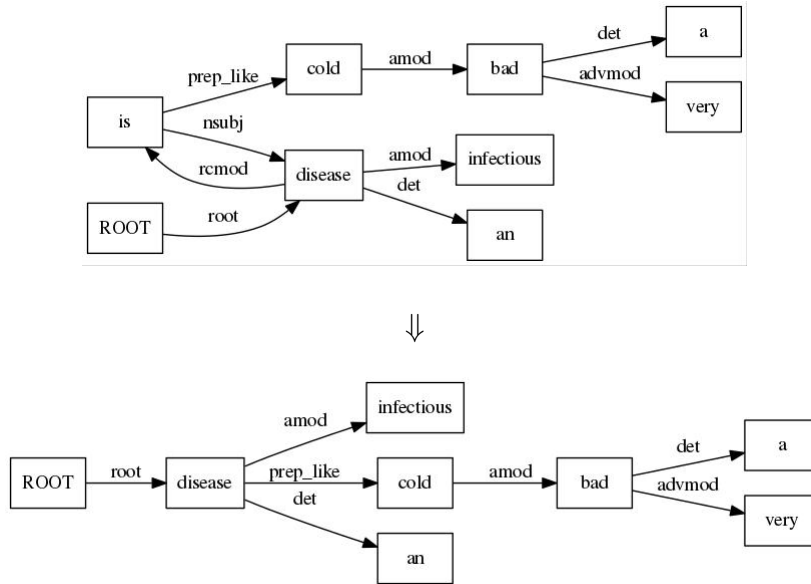 det
a
prep_like
cold
amod
bad
advmod
very
is
nsubj
rcmod
disease
amod
infectious
det
ROOT
root
an
⇓
infectious
amod
det
a
ROOT
root
disease
prep_like
cold
amod
bad
advmod
det
very
an